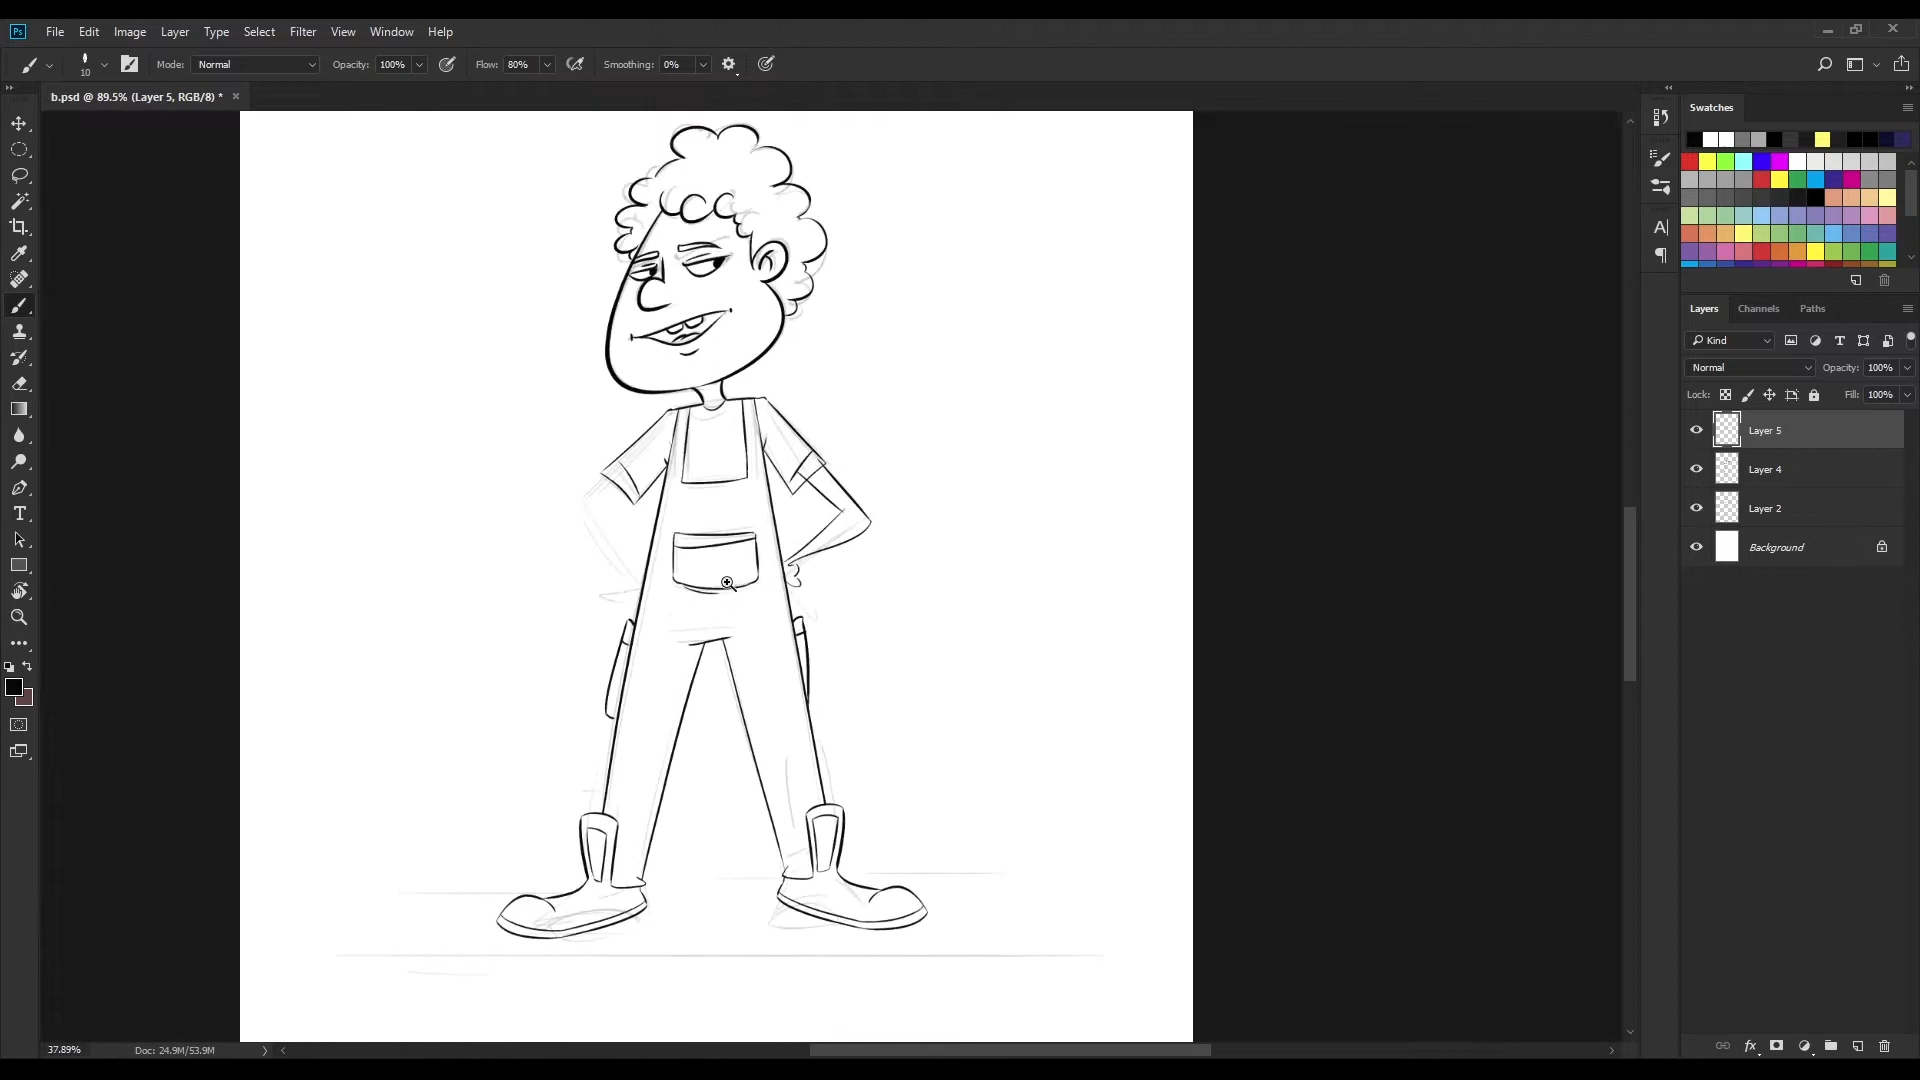 Ps File Edit Image Layer Type Select Filter View Window Help
10 Mode: Normal Opacity: 100% Flow: 80% Smoothing: 0%
b.psd @ 89.5% (Layer 5, RGB/8) * ×
Swatches
Layers Channels Paths
Kind
Normal Opacity: 100%
Lock: Fill: 100%
Layer 5
Layer 4
Layer 2
Background
fx
37.89% Doc: 24.9M/53.9M